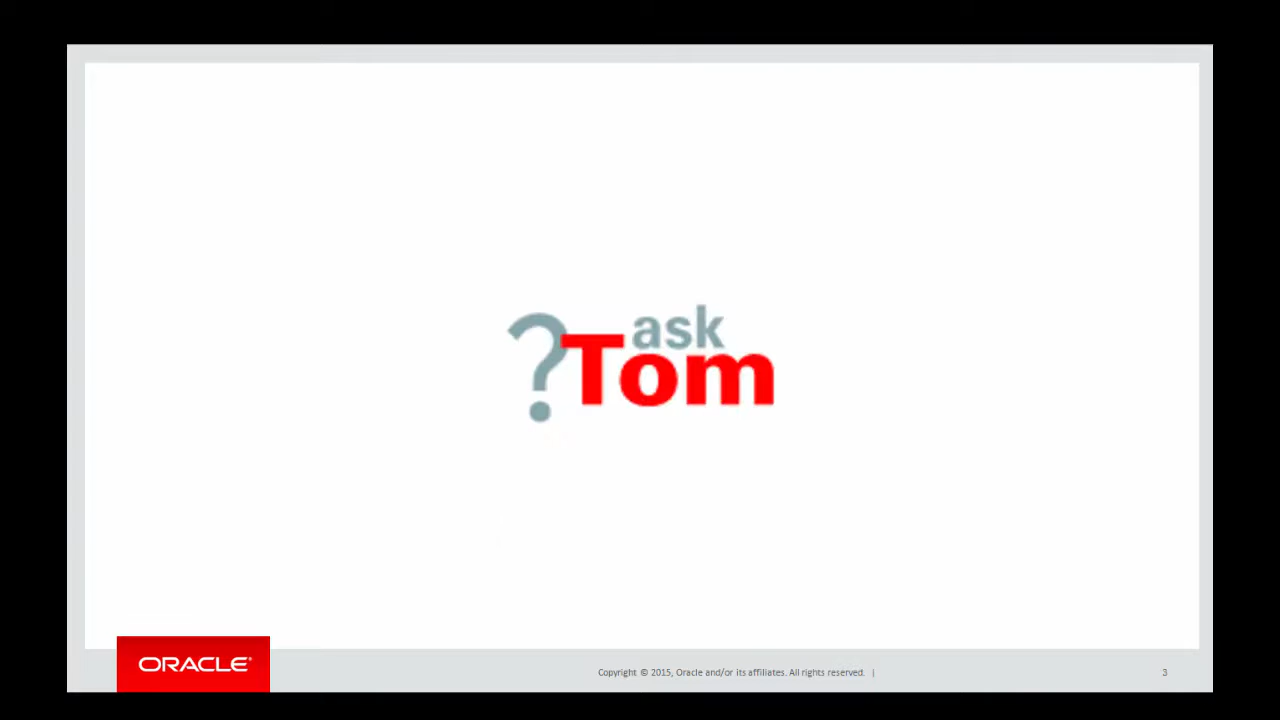 ? ask
Tom
ORACLE®
Copyright © 2015, Oracle and/or its affiliates. All rights reserved. |
3